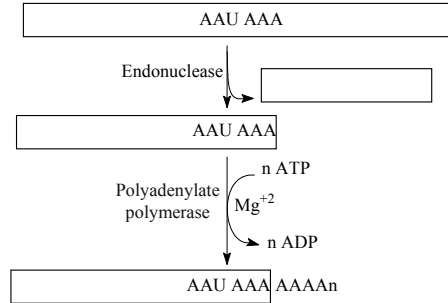 AAU AAA
Endonuclease
AAU AAA
n ATP
Polyadenylate
polymerase
Mg+2
n ADP
AAU AAA AAAAn